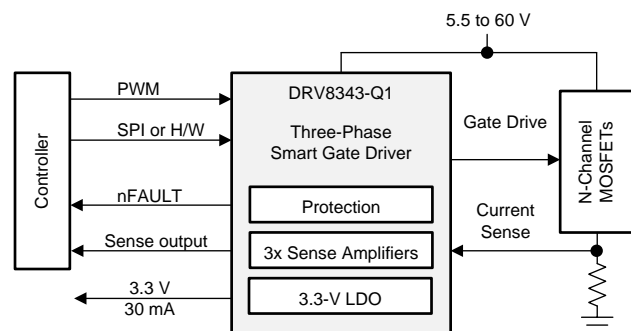 5.5 to 60 V
Controller
PWM
SPI or H/W
nFAULT
Sense output
3.3 V
30 mA
DRV8343-Q1
Three-Phase
Smart Gate Driver
Protection
3x Sense Amplifiers
3.3-V LDO
Gate Drive
Current
Sense
N-Channel
MOSFETs